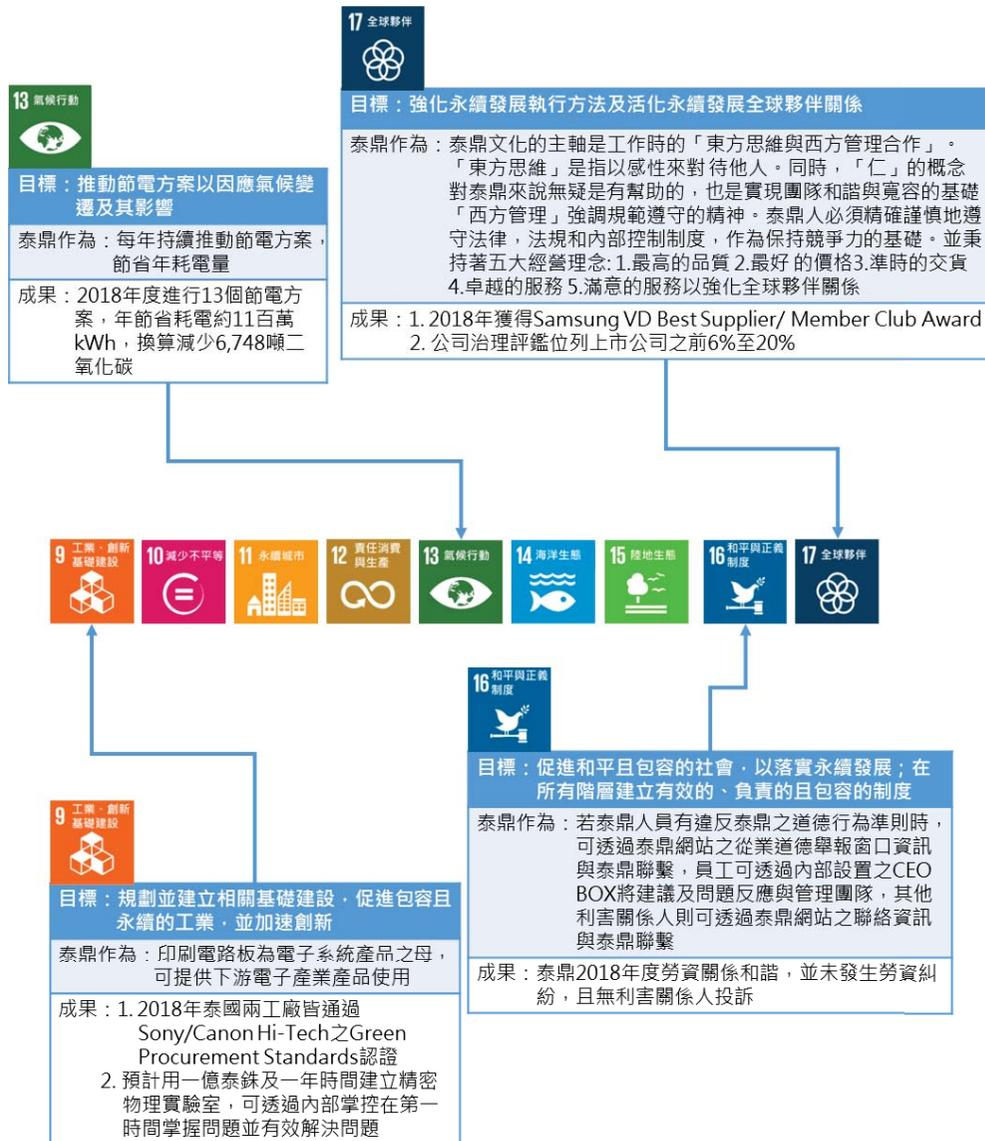 17 全球夥伴
目標：強化永續發展執行方法及活化永續發展全球夥伴關係
泰鼎作為：泰鼎文化的主軸是工作時的「東方思維與西方管理合作」。
「東方思維」是指以感性來對 待他人。同時，「仁」的概念
對泰鼎來說無疑是有幫助的，也是實現團隊和諧與寬容的基礎
「西方管理」強調規範遵守的精神。泰鼎人必須精確謹慎地遵
守法律，法規和內部控制制度，作為保持競爭力的基礎。並秉
持著五大經營理念: 1.最高的品質 2.最好 的價格3.準時的交貨
4.卓越的服務 5.滿意的服務以強化全球夥伴關係
成果：1. 2018年獲得Samsung VD Best Supplier/ Member Club Award
2. 公司治理評鑑位列上市公司之前6%至20%
13 氣候行動
目標：推動節電方案以因應氣候變
遷及其影響
泰鼎作為：每年持續推動節電方案，
節省年耗電量
成果：2018年度進行13個節電方
案，年節省耗電約11百萬
kWh，換算減少6,748噸二
氧化碳
9 工業、創新
基礎建設
10 減少不平等
11 永續城市
12 責任消費
與生產
13 氣候行動
14 海洋生態
15 陸地生態
16 和平與正義
制度
17 全球夥伴
16 和平與正義
制度
目標：促進和平且包容的社會，以落實永續發展；在
所有階層建立有效的、負責的且包容的制度
泰鼎作為：若泰鼎人員有違反泰鼎之道德行為準則時，
可透過泰鼎網站之從業道德舉報窗口資訊
與泰鼎聯繫，員工可透過內部設置之CEO
BOX將建議及問題反應與管理團隊，其他
利害關係人則可透過泰鼎網站之聯絡資訊
與泰鼎聯繫
成果：泰鼎2018年度勞資關係和諧，並未發生勞資糾
紛，且無利害關係人投訴
9 工業、創新
基礎建設
目標：規劃並建立相關基礎建設，促進包容且
永續的工業，並加速創新
泰鼎作為：印刷電路板為電子系統產品之母，
可提供下游電子產業產品使用
成果：1. 2018年泰國兩工廠皆通過
Sony/Canon Hi-Tech之Green
Procurement Standards認證
2. 預計用一億泰銖及一年時間建立精密
物理實驗室，可透過內部掌控在第一
時間掌握問題並有效解決問題